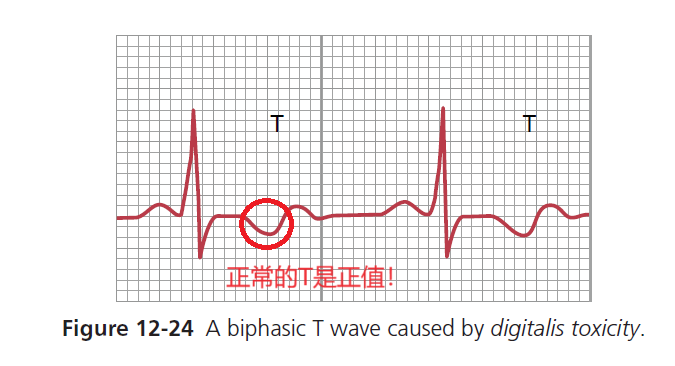 T T
正常的T是正值！
Figure 12-24 A biphasic T wave caused by digitalis toxicity.